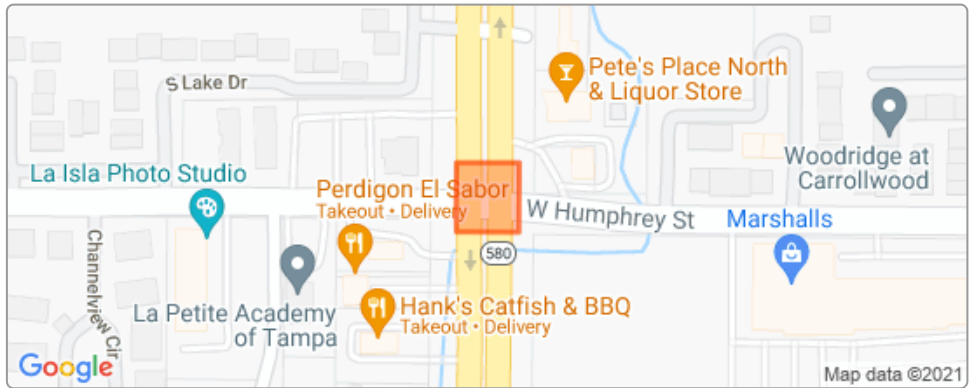 S Lake Dr
Pete's Place North
& Liquor Store
Woodridge at
Carrollwood
La Isla Photo Studio
Perdigon El Sabor
Takeout • Delivery
W Humphrey St
Marshalls
580
Channelview Cir
La Petite Academy
of Tampa
Hank's Catfish & BBQ
Takeout • Delivery
Google
Map data ©2021